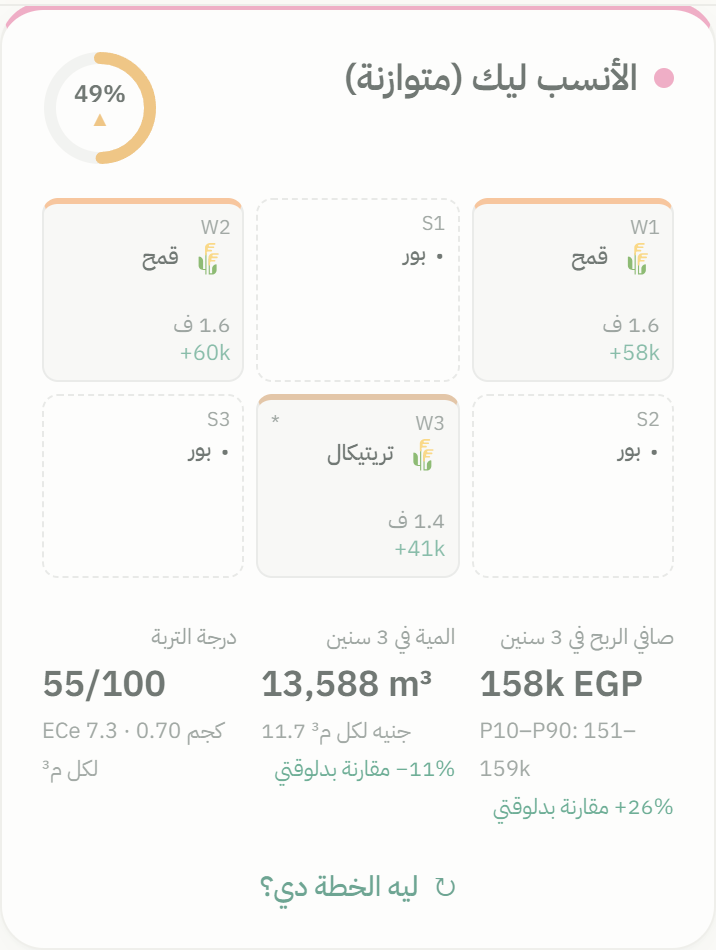 الأنسب ليك (متوازنة)
49%
▲
W1
قمح
1.6 ف
+58k
S1
• بور
W2
قمح
1.6 ف
+60k
S2
• بور
W3 *
تريتيكال
1.4 ف
+41k
S3
• بور
صافي الربح في 3 سنين
158k EGP
P10–P90: 151–
159k
+26% مقارنة بدلوقتي
المية في 3 سنين
13,588 m³
11.7 جنيه لكل م³
−11% مقارنة بدلوقتي
درجة التربة
55/100
ECe 7.3 · 0.70 كجم
لكل م³
↻ ليه الخطة دي؟